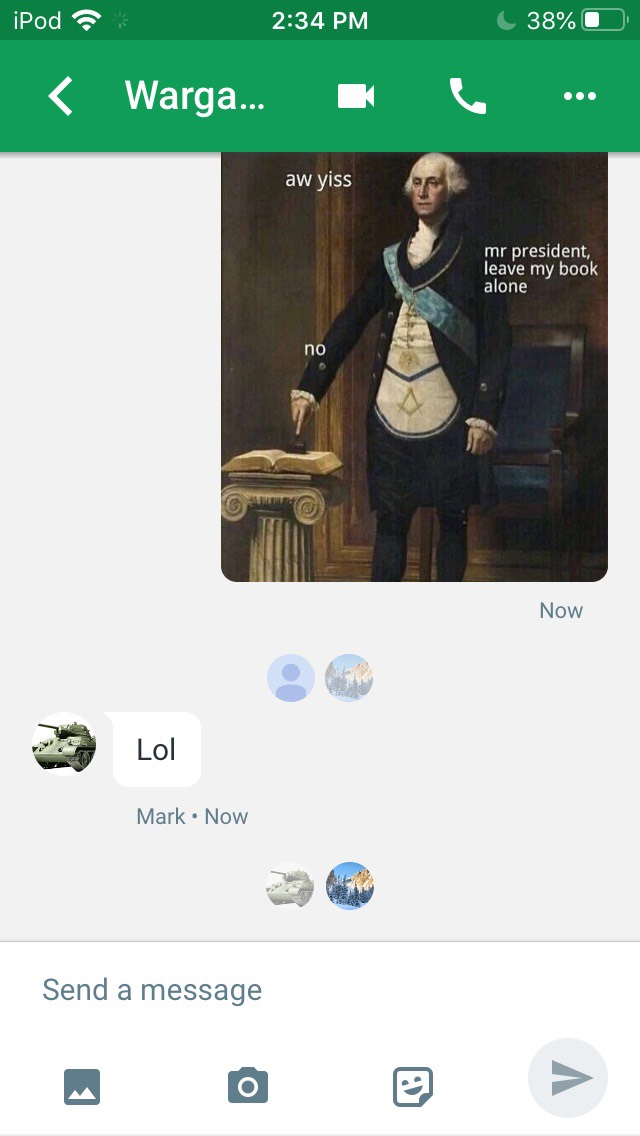 iPod 2:34 PM 38%
Warga...
aw yiss
mr president,
leave my book
alone
no
Now
Lol
Mark • Now
Send a message